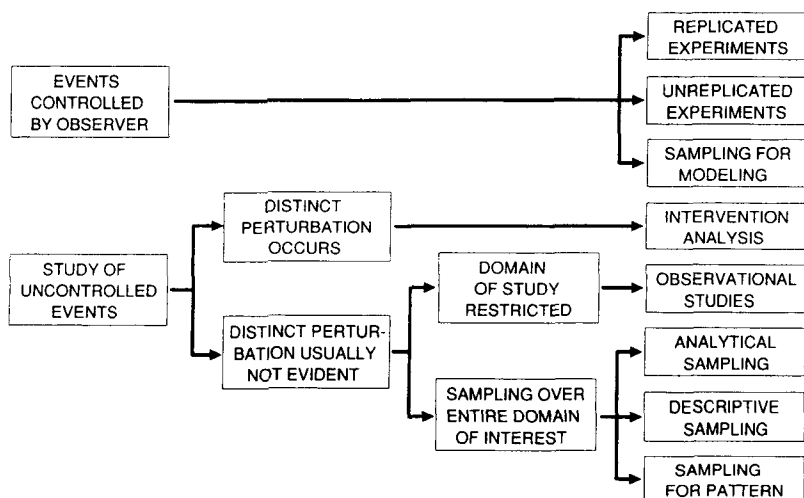 REPLICATED
EXPERIMENTS
EVENTS
CONTROLLED
BY OBSERVER
UNREPLICATED
EXPERIMENTS
SAMPLING FOR
MODELING
DISTINCT
PERTURBATION
OCCURS
INTERVENTION
ANALYSIS
STUDY OF
UNCONTROLLED
EVENTS
DOMAIN
OF STUDY
RESTRICTED
OBSERVATIONAL
STUDIES
DISTINCT PERTUR-
BATION USUALLY
NOT EVIDENT
ANALYTICAL
SAMPLING
SAMPLING OVER
ENTIRE DOMAIN
OF INTEREST
DESCRIPTIVE
SAMPLING
SAMPLING
FOR PATTERN